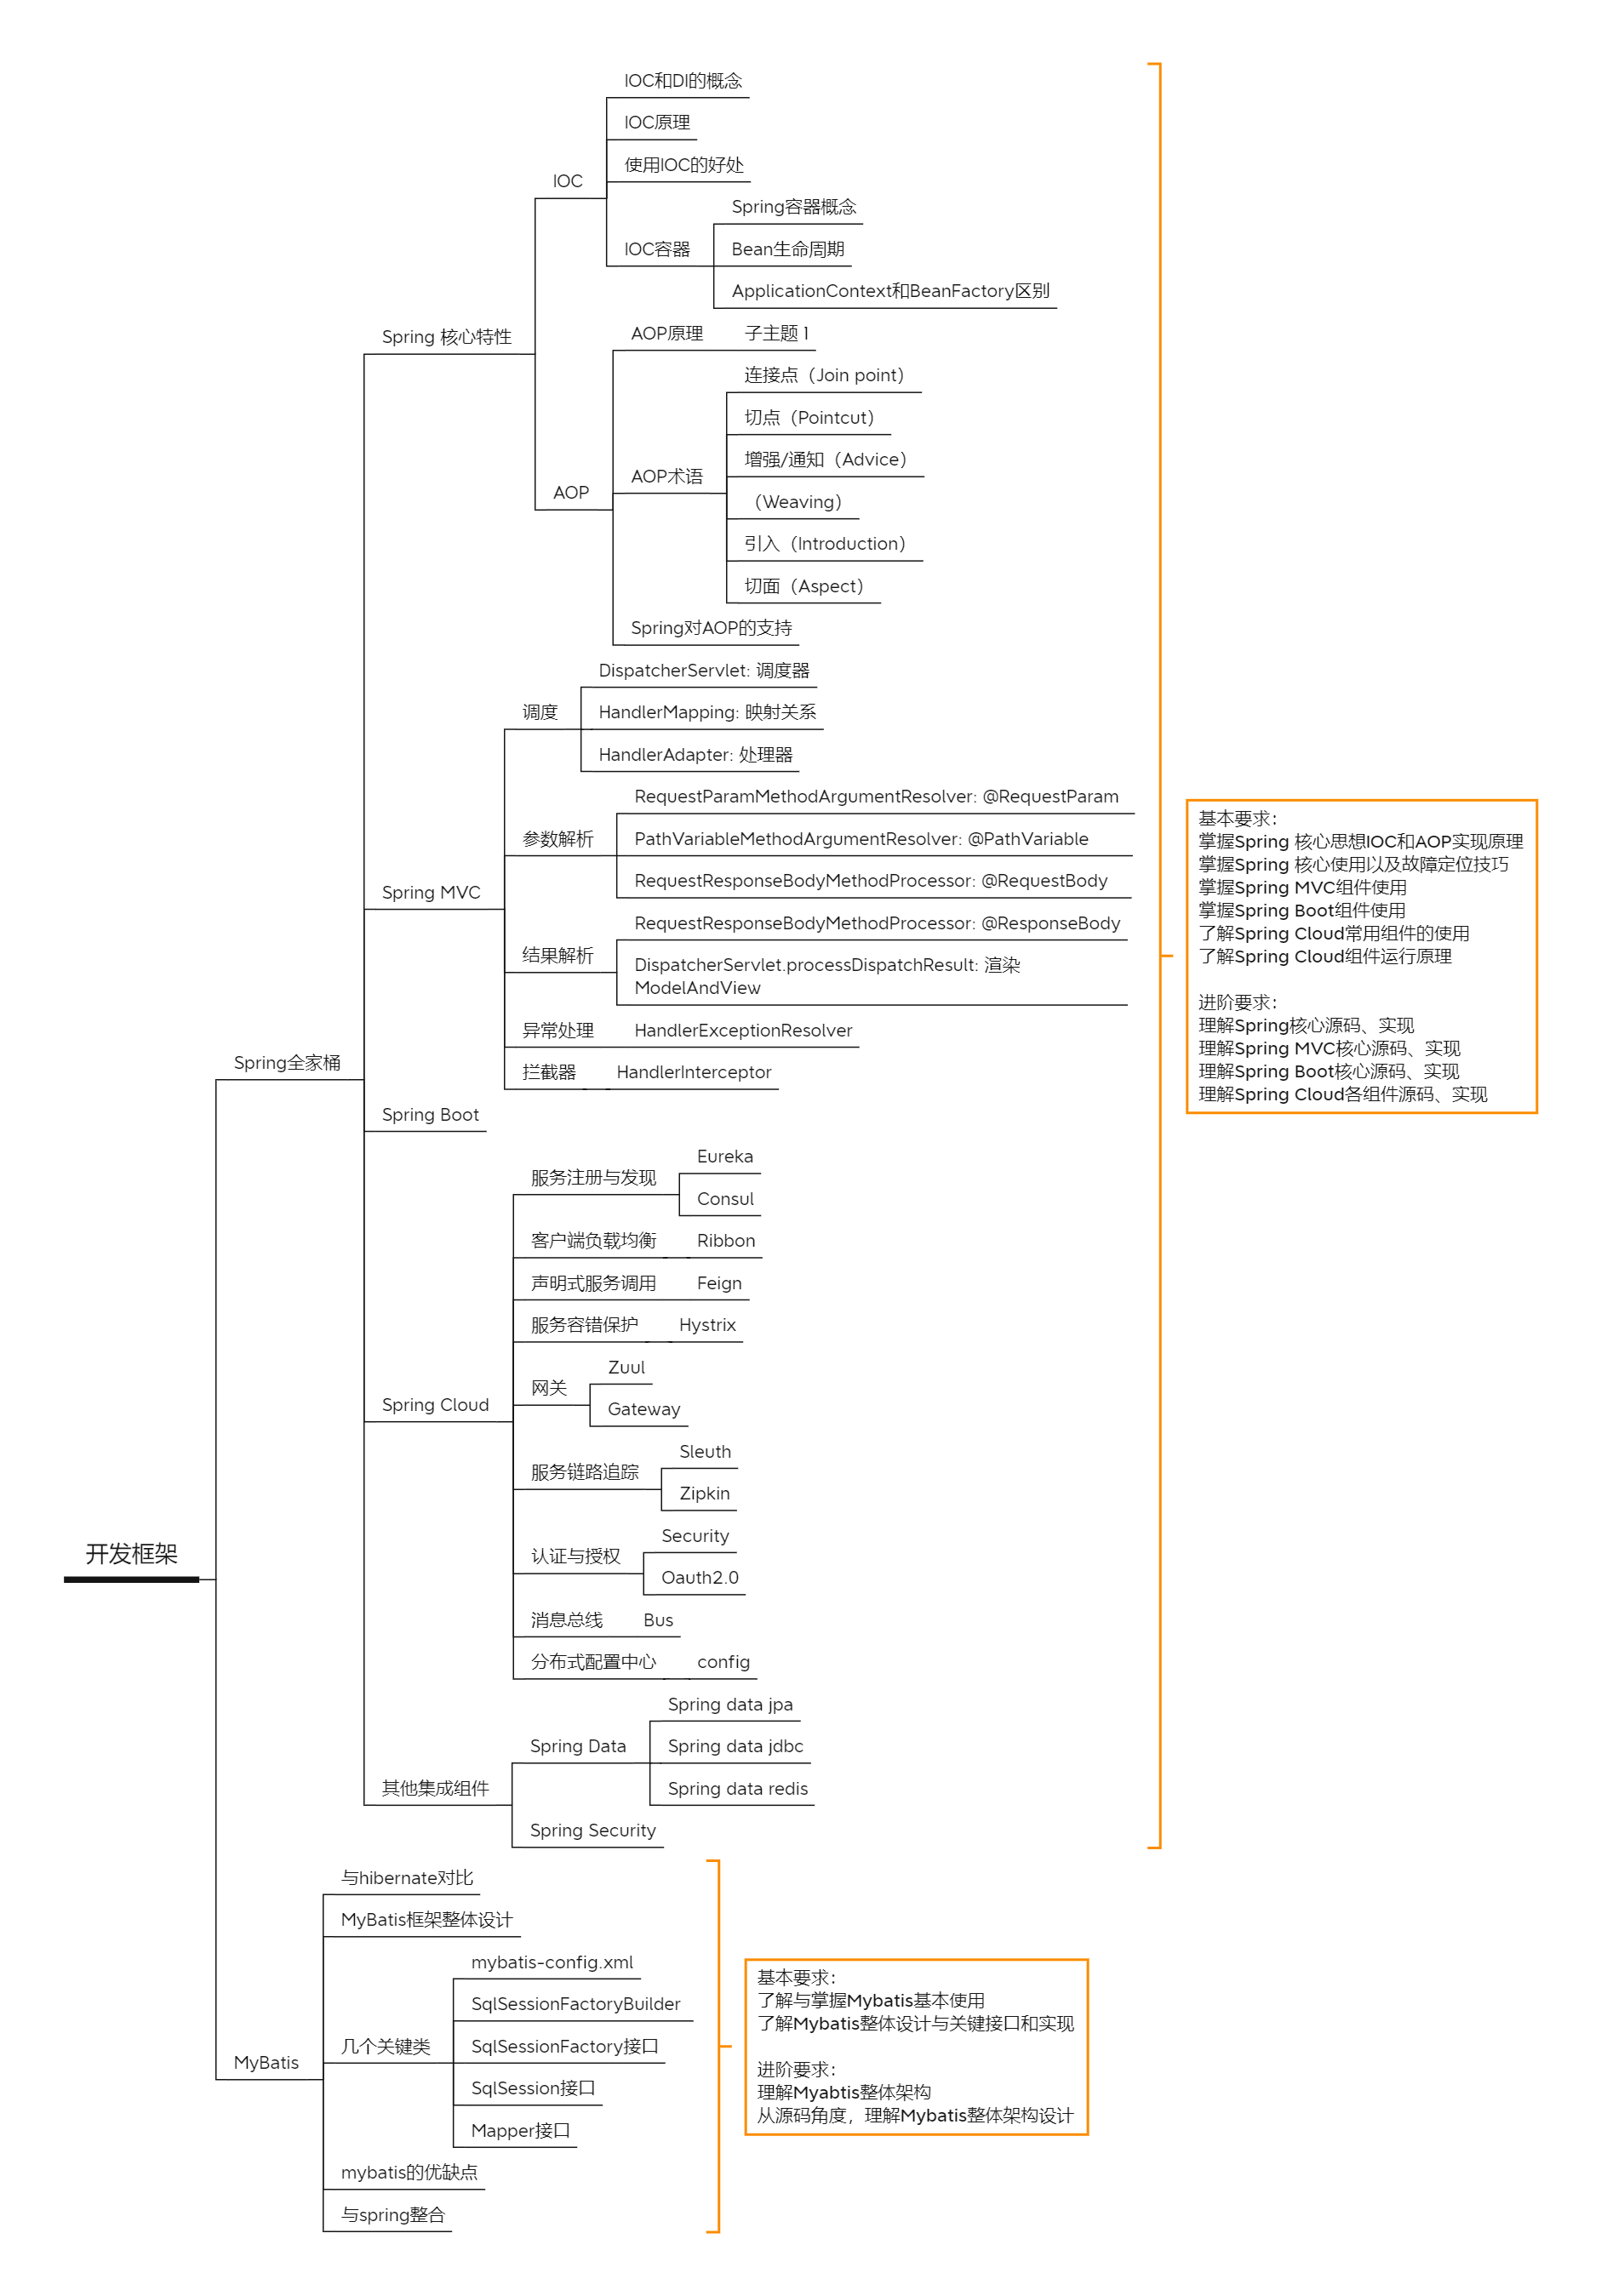 IOC和DI的概念
IOC原理
使用IOC的好处
IOC
Spring容器概念
IOC容器
Bean生命周期
ApplicationContext和BeanFactory区别
Spring 核心特性
AOP原理
子主题 1
连接点（Join point）
切点（Pointcut）
增强/通知（Advice）
AOP术语
AOP
（Weaving）
引入（Introduction）
切面（Aspect）
Spring对AOP的支持
DispatcherServlet: 调度器
调度
HandlerMapping: 映射关系
HandlerAdapter: 处理器
RequestParamMethodArgumentResolver: @RequestParam
参数解析
PathVariableMethodArgumentResolver: @PathVariable
RequestResponseBodyMethodProcessor: @RequestBody
Spring MVC
RequestResponseBodyMethodProcessor: @ResponseBody
结果解析
DispatcherServlet.processDispatchResult: 渲染
ModelAndView
异常处理
HandlerExceptionResolver
拦截器
HandlerInterceptor
基本要求：
掌握Spring 核心思想IOC和AOP实现原理
掌握Spring 核心使用以及故障定位技巧
掌握Spring MVC组件使用
掌握Spring Boot组件使用
了解Spring Cloud常用组件的使用
了解Spring Cloud组件运行原理
进阶要求：
理解Spring核心源码、实现
理解Spring MVC核心源码、实现
理解Spring Boot核心源码、实现
理解Spring Cloud各组件源码、实现
Spring全家桶
Spring Boot
Eureka
服务注册与发现
Consul
客户端负载均衡
Ribbon
声明式服务调用
Feign
服务容错保护
Hystrix
Zuul
网关
Gateway
Spring Cloud
Sleuth
服务链路追踪
Zipkin
Security
认证与授权
Oauth2.0
消息总线
Bus
分布式配置中心
config
开发框架
Spring data jpa
Spring Data
Spring data jdbc
Spring data redis
其他集成组件
Spring Security
与hibernate对比
MyBatis框架整体设计
mybatis-config.xml
SqlSessionFactoryBuilder
几个关键类
SqlSessionFactory接口
SqlSession接口
Mapper接口
MyBatis
mybatis的优缺点
与spring整合
基本要求：
了解与掌握Mybatis基本使用
了解Mybatis整体设计与关键接口和实现
进阶要求：
理解Myabtis整体架构
从源码角度，理解Mybatis整体架构设计